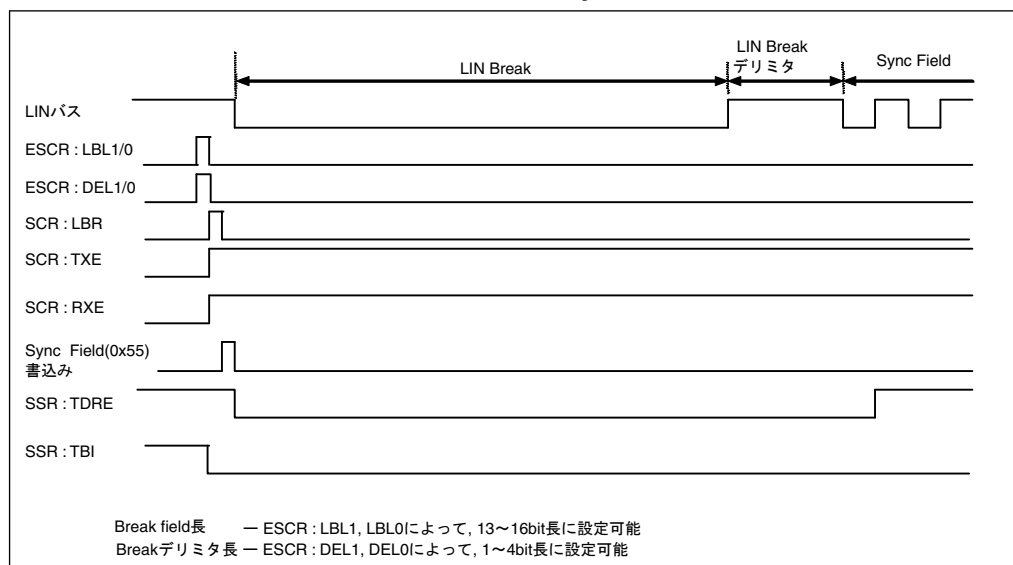 LIN Break
LIN Break
デリミタ
Sync Field
LINバス
ESCR : LBL1/0
ESCR : DEL1/0
SCR : LBR
SCR : TXE
SCR : RXE
Sync Field(0x55)
書込み
SSR : TDRE
SSR : TBI
Break field長 ー ESCR : LBL1, LBL0によって, 13～16bit長に設定可能
Breakデリミタ長 ー ESCR : DEL1, DEL0によって, 1～4bit長に設定可能